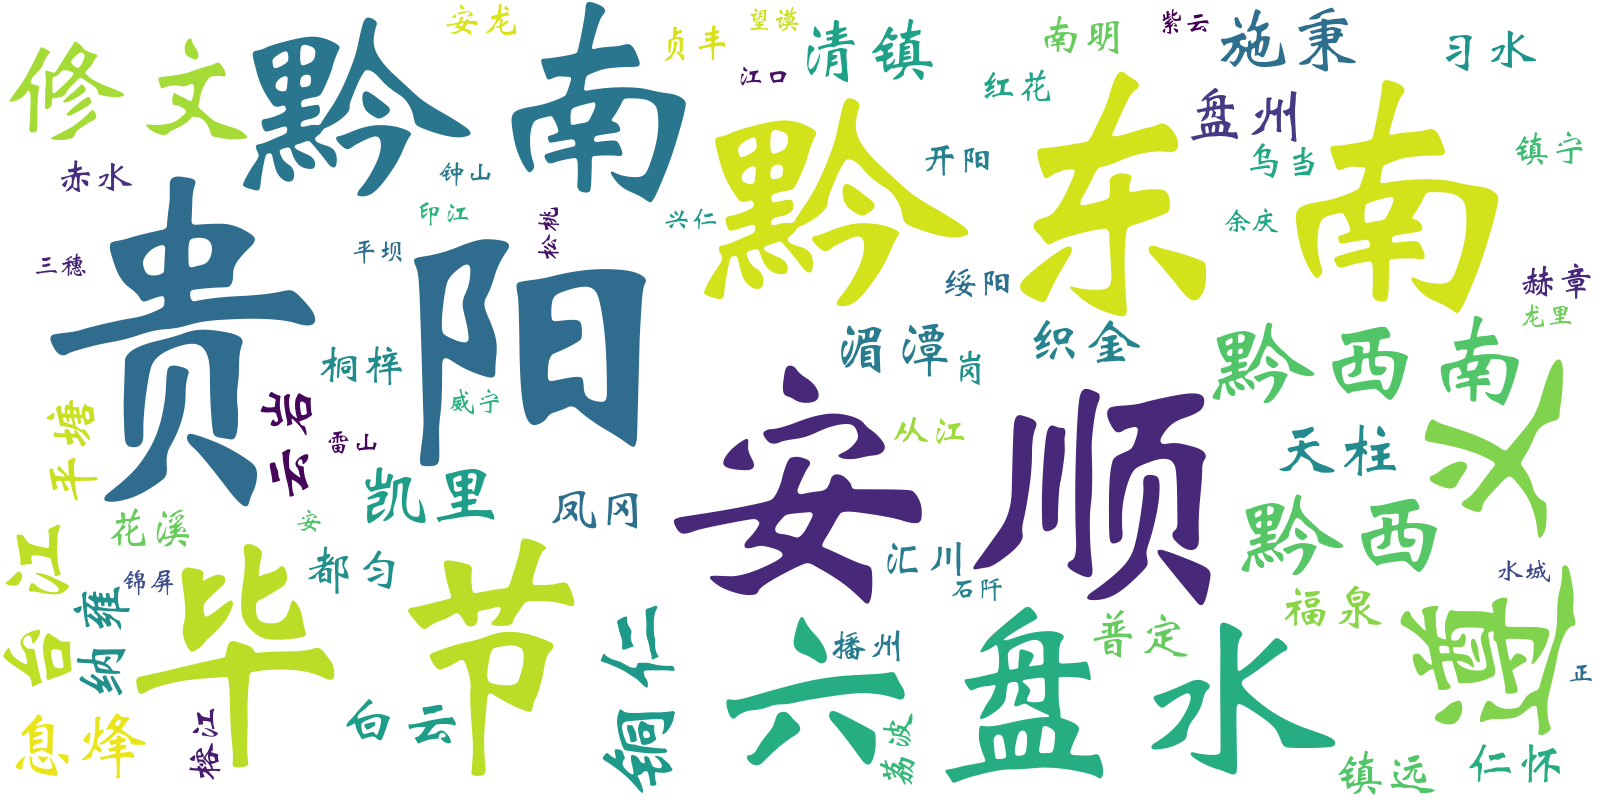 安龙
望谟
紫云
修文
黔南
贞丰
清镇
南明
施秉
习水
江口
红花
盘州
赤水
钟山
黔东南
开阳
乌当
镇宁
印江
松桃
兴仁
余庆
三穗
平坝
贵阳
绥阳
赫章
龙里
湄潭
岗
织金
黔西南
桐梓
威宁
平塘
云岩
雷山
安顺
从江
天柱
遵义
凯里
凤冈
黔西
花溪
安
台江
锦屏
都匀
毕节
汇川
石阡
水城
纳雍
福泉
铜仁
播州
六盘水
普定
正
息烽
榕江
白云
荔波
镇远
仁怀